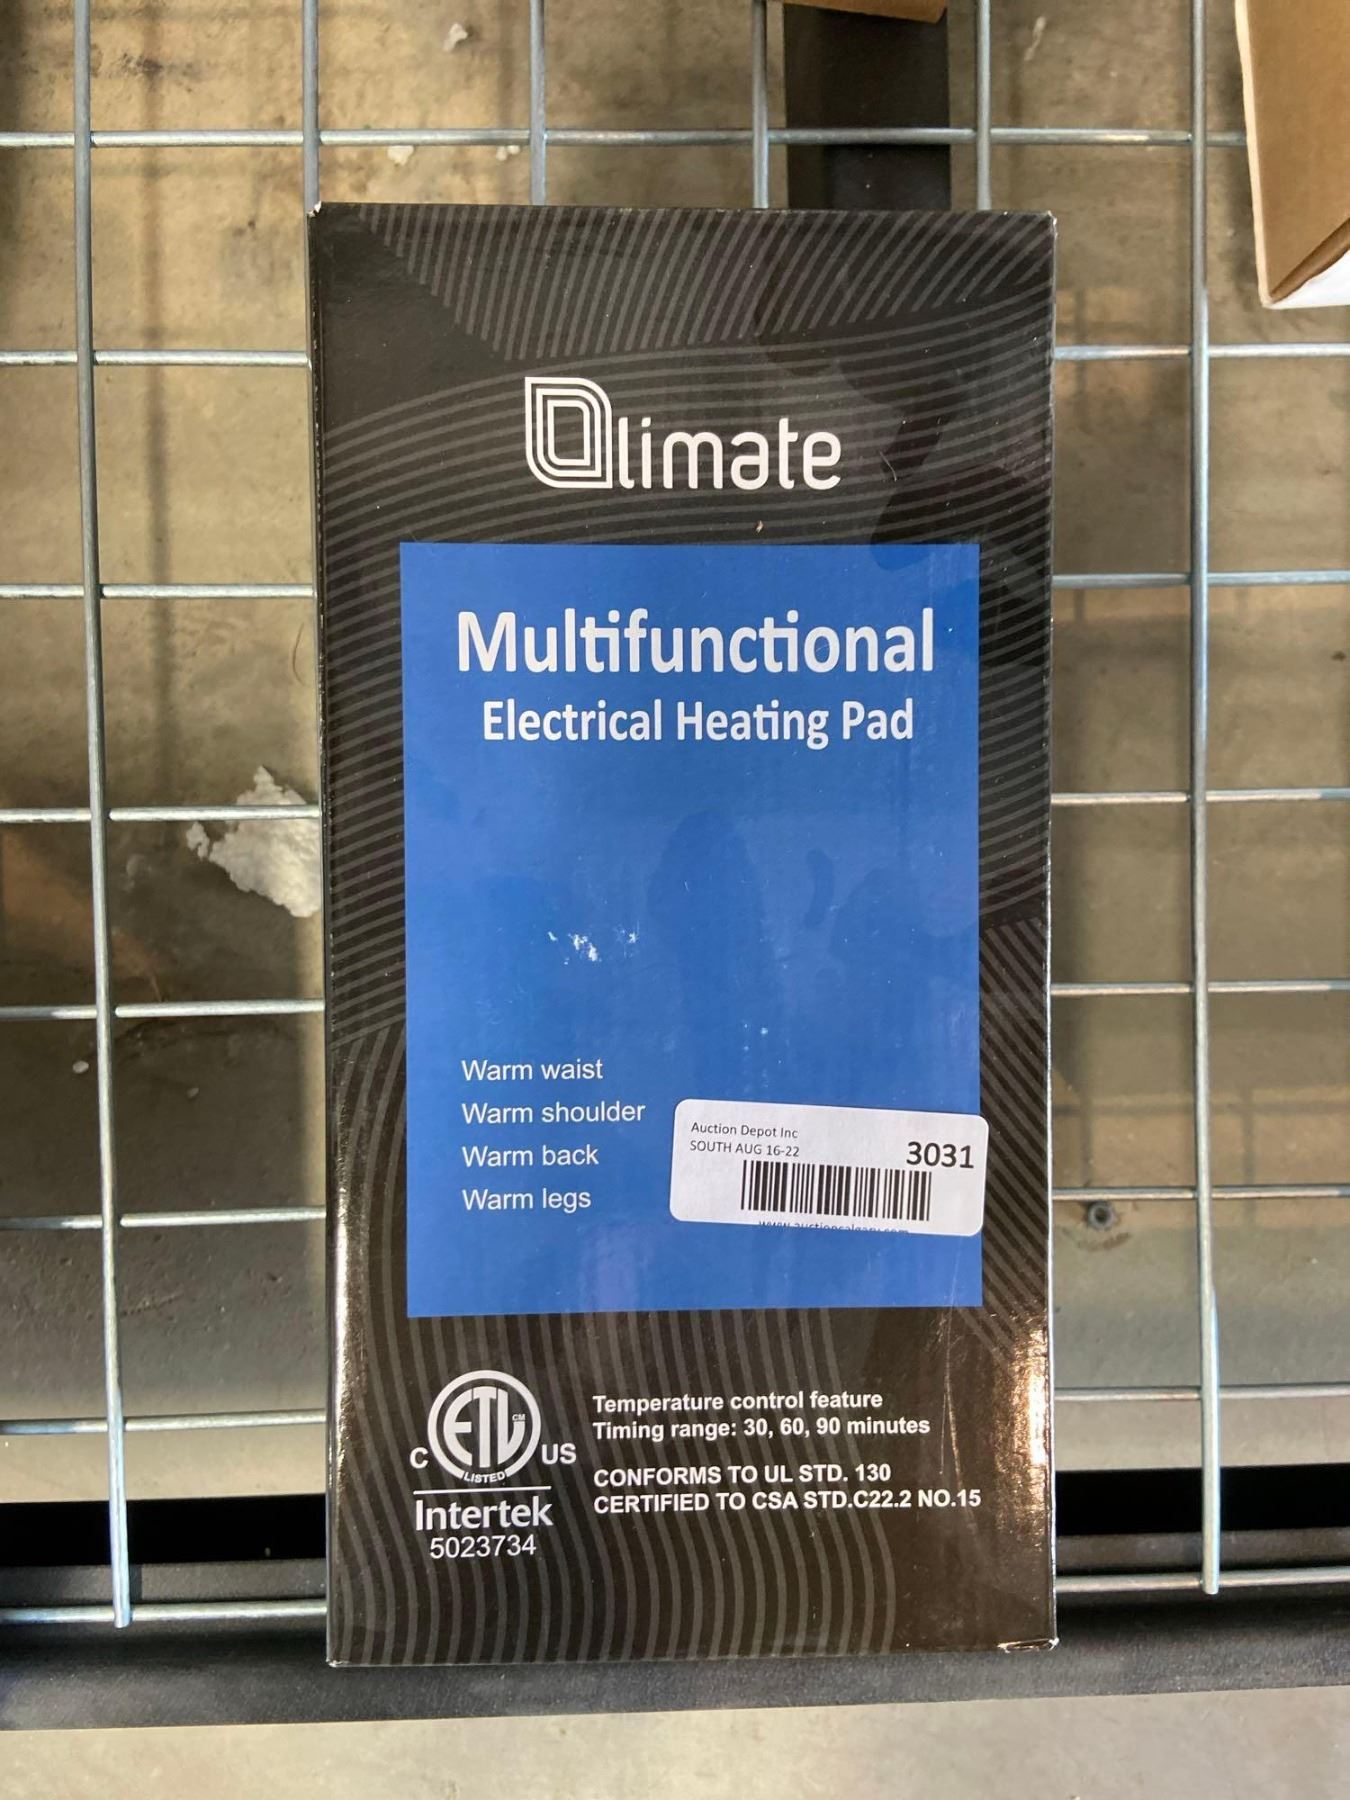 Qlimate
Multifunctional
Electrical Heating Pad
Warm waist
Warm shoulder
Warm back
Warm legs
Auction Depot Inc
SOUTH AUG 16-22
3031
C
ETL
CM
US
LISTED
Intertek
5023734
Temperature control feature
Timing range: 30, 60, 90 minutes
CONFORMS TO UL STD. 130
CERTIFIED TO CSA STD.C22.2 NO.15